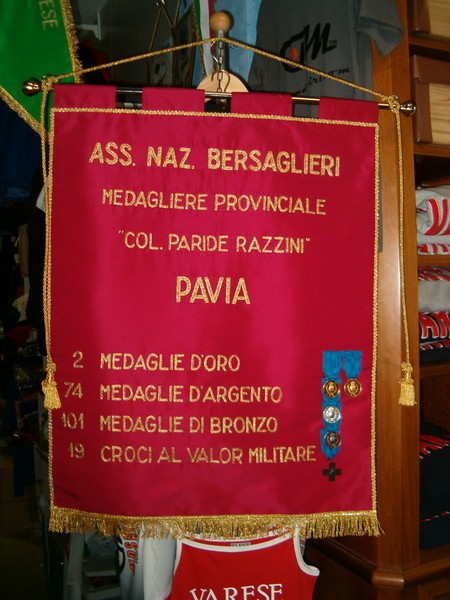 ASS. NAZ. BERSAGLIERI
MEDAGLIERE PROVINCIALE
"COL. PARIDE RAZZINI"
PAVIA
2 MEDAGLIE D'ORO
74 MEDAGLIE D'ARGENTO
101 MEDAGLIE DI BRONZO
19 CROCI AL VALOR MILITARE
VARESE